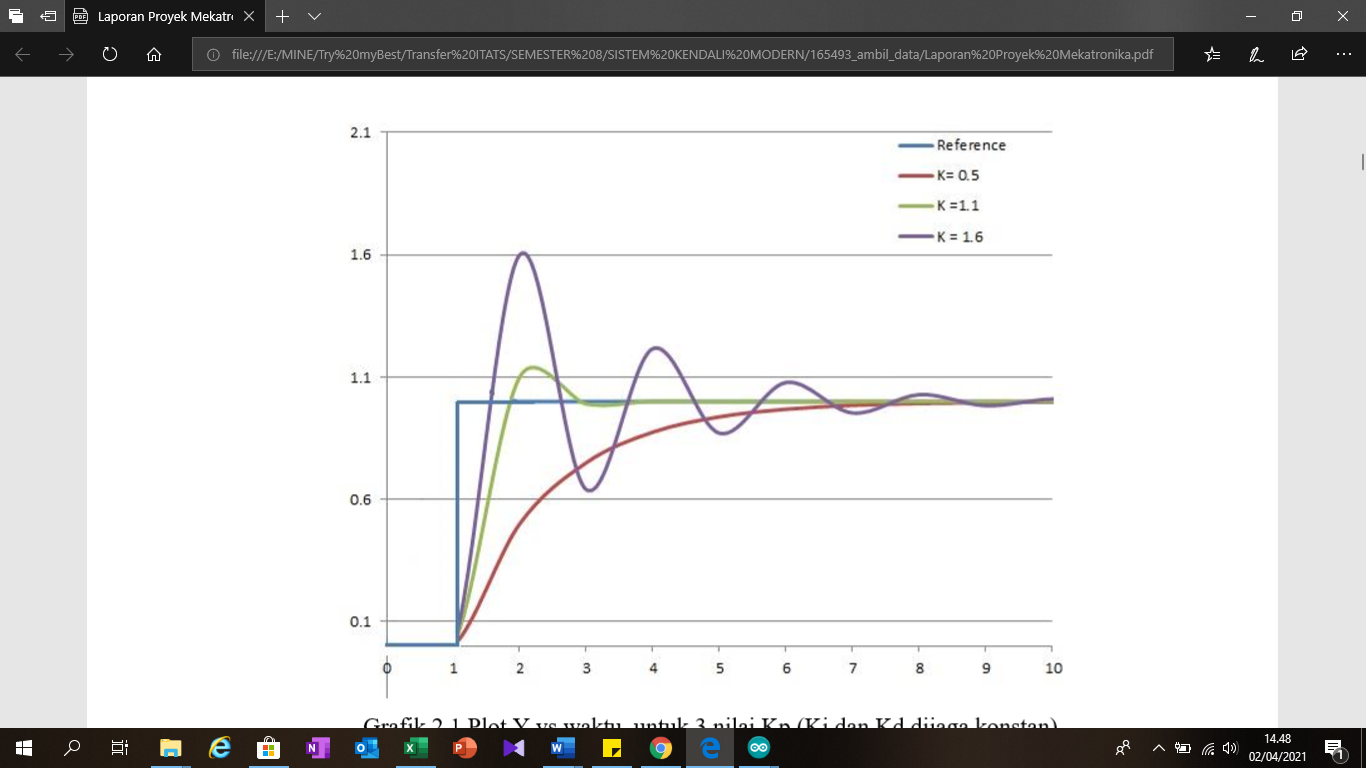 Laporan Proyek Mekatr
file:///E:/MINE/Try%20myBest/Transfer%20ITATS/SEMESTER%208/SISTEM%20KENDALI%20MODERN/165493_ambil_data/Laporan%20Proyek%20Mekatronika.pdf
2.1
Reference
K= 0.5
K =1.1
K = 1.6
1.6
1.1
0.6
0.1
0 1 2 3 4 5 6 7 8 9 10
Grafik 2.1 Plot Y vs waktu, untuk 3 nilai Kp (Ki dan Kd dijaga konstan)
14.48
02/04/2021
1